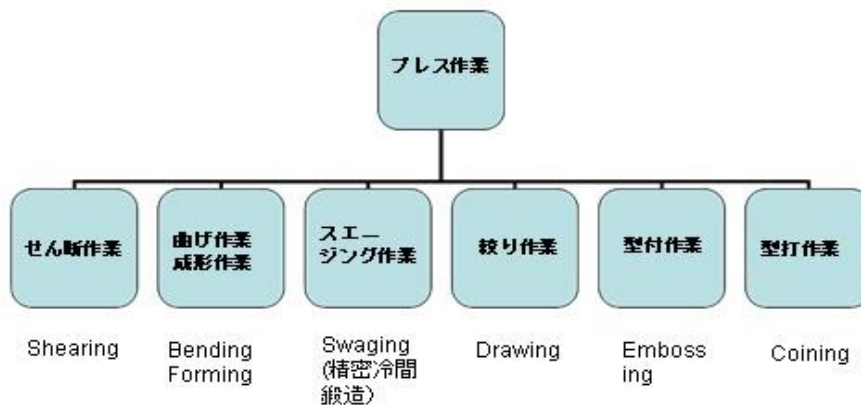 プレス作業
せん断作業
曲げ作業
成形作業
スエー
ジング作業
絞り作業
型付作業
型打作業
Shearing
Bending
Forming
Swaging
(精密冷間
鍛造)
Drawing
Emboss
ing
Coining